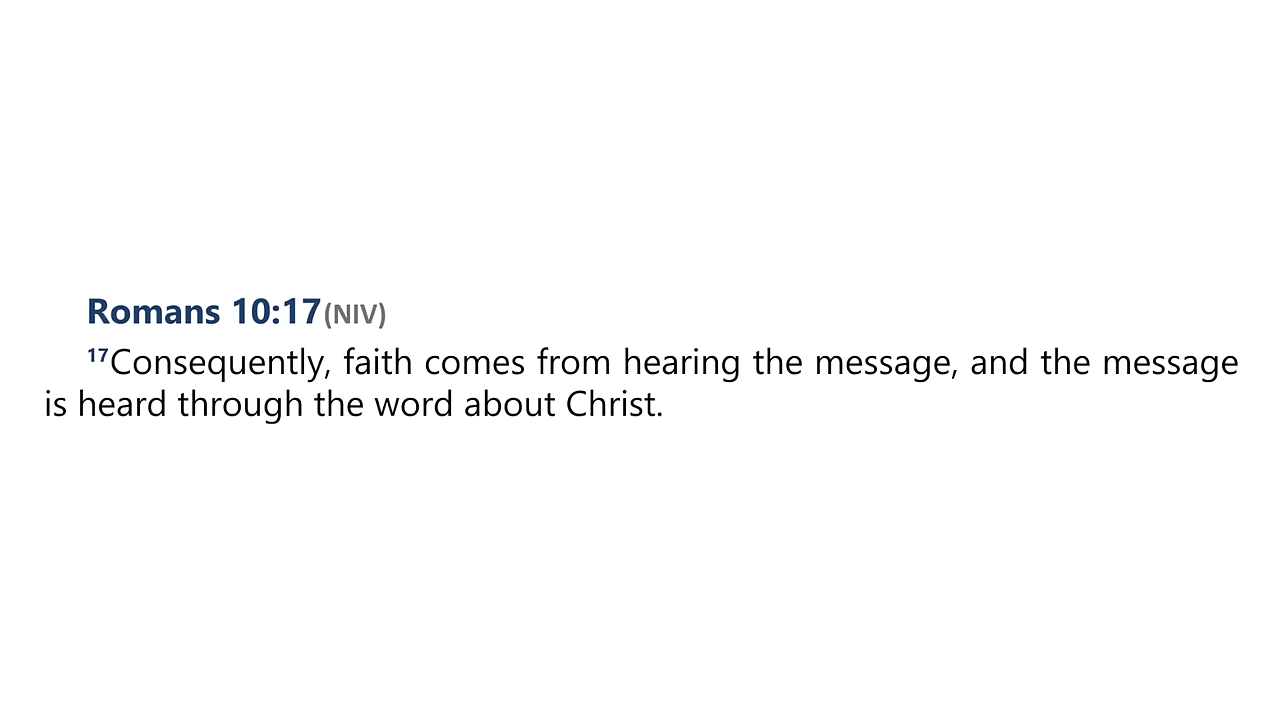 Romans 10:17(NIV)
17Consequently, faith comes from hearing the message, and the message
is heard through the word about Christ.